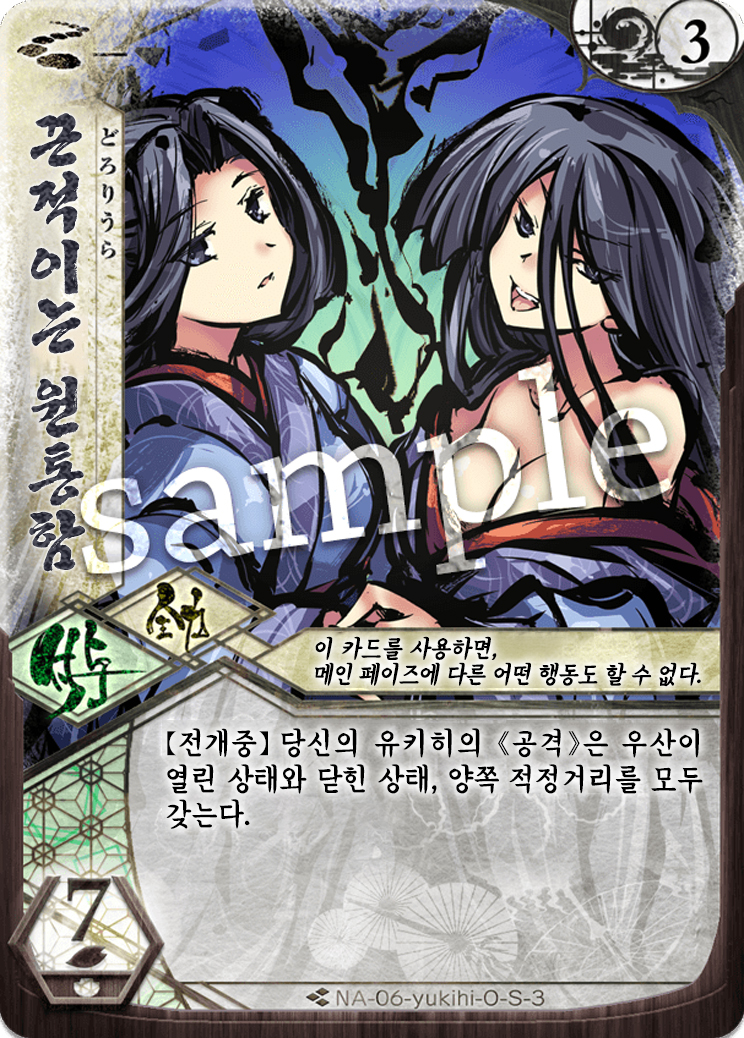 3
끈적이는 원통함
どろりうら
sample
부여
전력
이 카드를 사용하면,
메인 페이즈에 다른 어떤 행동도 할 수 없다.
【전개중】 당신의 유키히의 《공격》은 우산이
열린 상태와 닫힌 상태, 양쪽 적정거리를 모두
갖는다.
7
NA-06-yukihi-O-S-3